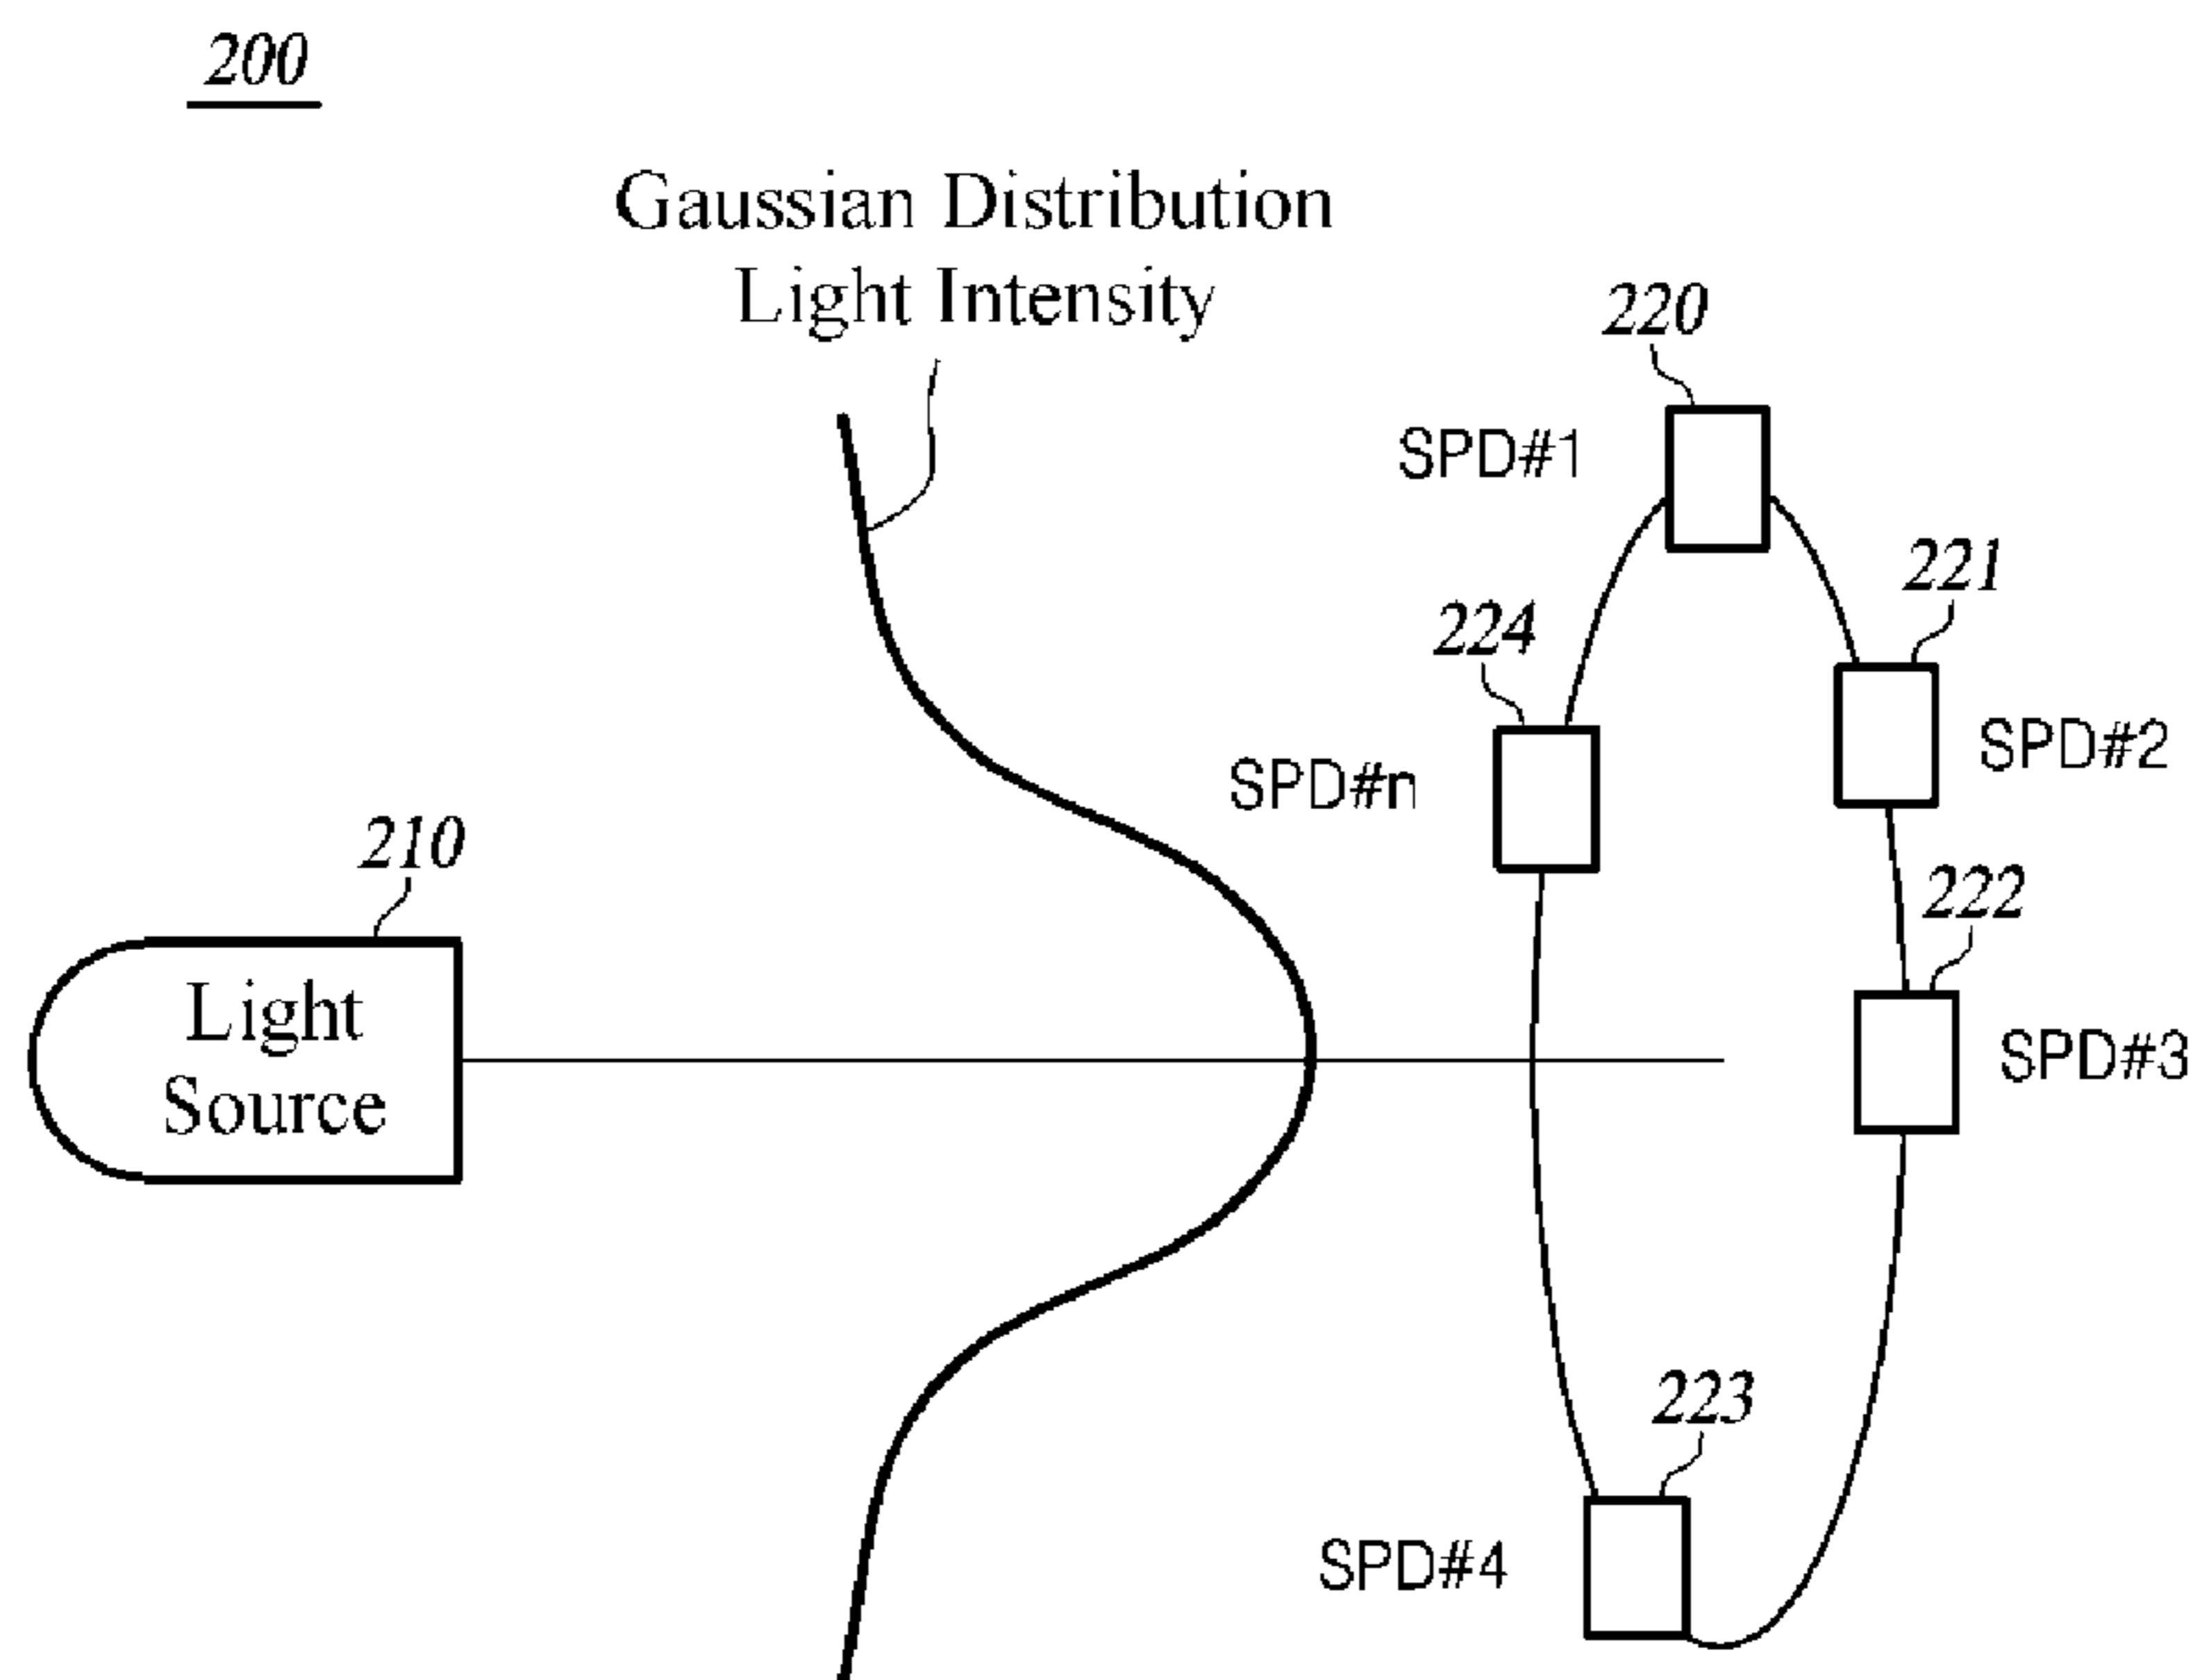 200
Gaussian Distribution
Light Intensity
220
SPD#1
221
224
SPD#2
SPD#n
210
222
Light
Source
SPD#3
223
SPD#4